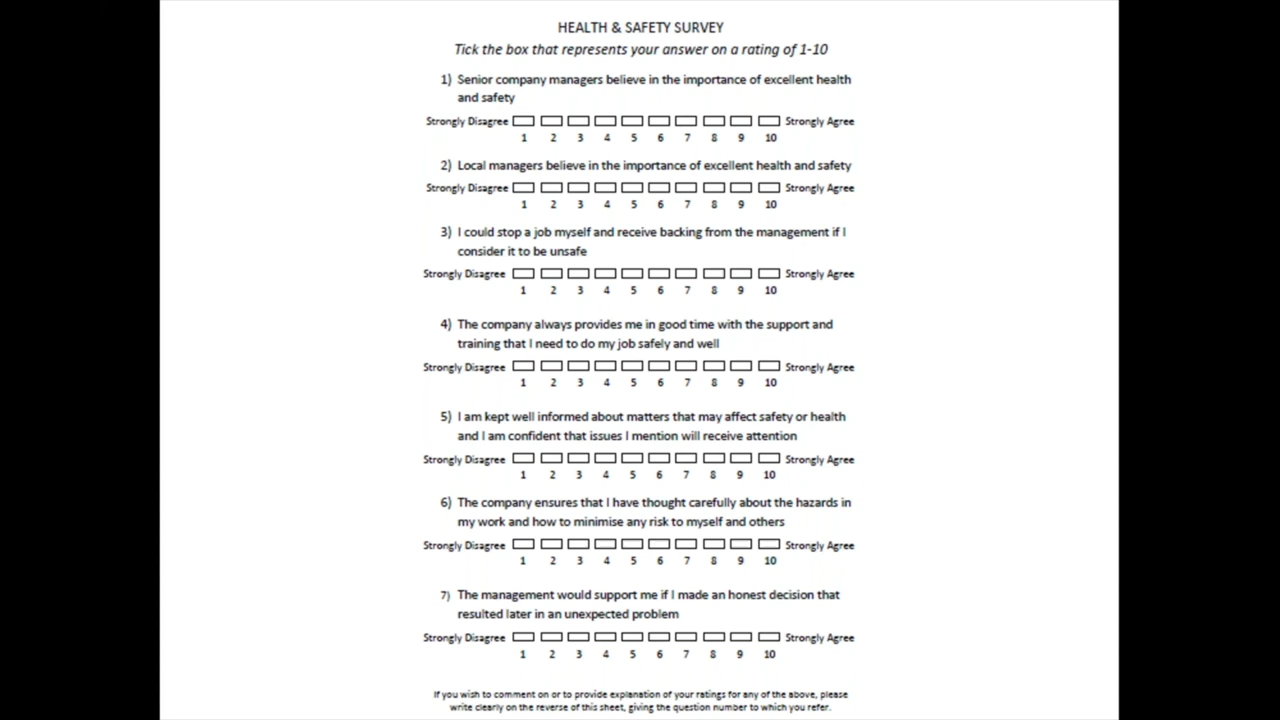 HEALTH & SAFETY SURVEY
Tick the box that represents your answer on a rating of 1-10
1) Senior company managers believe in the importance of excellent health
and safety
Strongly Disagree Strongly Agree
1 2 3 4 5 6 7 8 9 10
2) Local managers believe in the importance of excellent health and safety
Strongly Disagree Strongly Agree
1 2 3 4 5 6 7 8 9 10
3) I could stop a job myself and receive backing from the management if I
consider it to be unsafe
Strongly Disagree Strongly Agree
1 2 3 4 5 6 7 8 9 10
4) The company always provides me in good time with the support and
training that I need to do my job safely and well
Strongly Disagree Strongly Agree
1 2 3 4 5 6 7 8 9 10
5) I am kept well informed about matters that may affect safety or health
and I am confident that issues I mention will receive attention
Strongly Disagree Strongly Agree
1 2 3 4 5 6 7 8 9 10
6) The company ensures that I have thought carefully about the hazards in
my work and how to minimise any risk to myself and others
Strongly Disagree Strongly Agree
1 2 3 4 5 6 7 8 9 10
7) The management would support me if I made an honest decision that
resulted later in an unexpected problem
Strongly Disagree Strongly Agree
1 2 3 4 5 6 7 8 9 10
If you wish to comment on or to provide explanation of your ratings for any of the above, please
write clearly on the reverse of this sheet, giving the question number to which you refer.